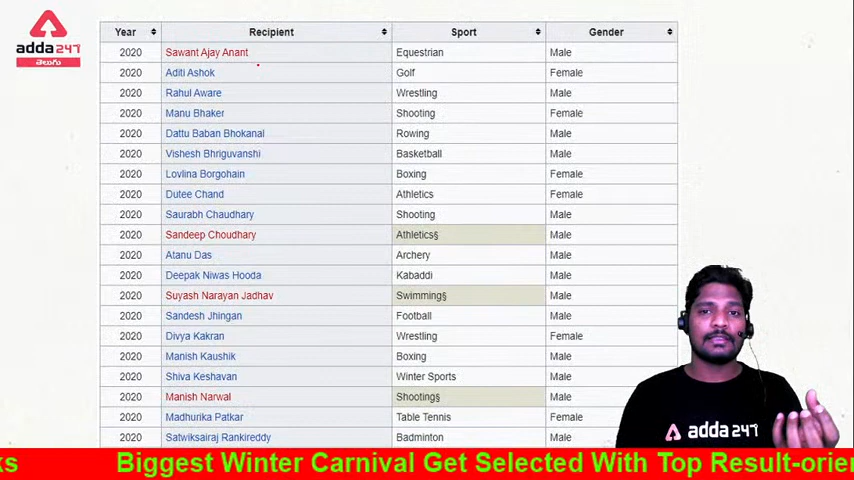 adda247
తెలుగు
Year Recipient Sport Gender
2020 Sawant Ajay Anant Equestrian Male
2020 Aditi Ashok Golf Female
2020 Rahul Aware Wrestling Male
2020 Manu Bhaker Shooting Female
2020 Dattu Baban Bhokanal Rowing Male
2020 Vishesh Bhriguvanshi Basketball Male
2020 Lovlina Borgohain Boxing Female
2020 Dutee Chand Athletics Female
2020 Saurabh Chaudhary Shooting Male
2020 Sandeep Choudhary Athletics§ Male
2020 Atanu Das Archery Male
2020 Deepak Niwas Hooda Kabaddi Male
2020 Suyash Narayan Jadhav Swimming§ Male
2020 Sandesh Jhingan Football Male
2020 Divya Kakran Wrestling Female
2020 Manish Kaushik Boxing Male
2020 Shiva Keshavan Winter Sports Male
2020 Manish Narwal Shooting§ Male
2020 Madhurika Patkar Table Tennis Female
2020 Satwiksairaj Rankireddy Badminton Male
adda247
ks Biggest Winter Carnival Get Selected With Top Result-orie